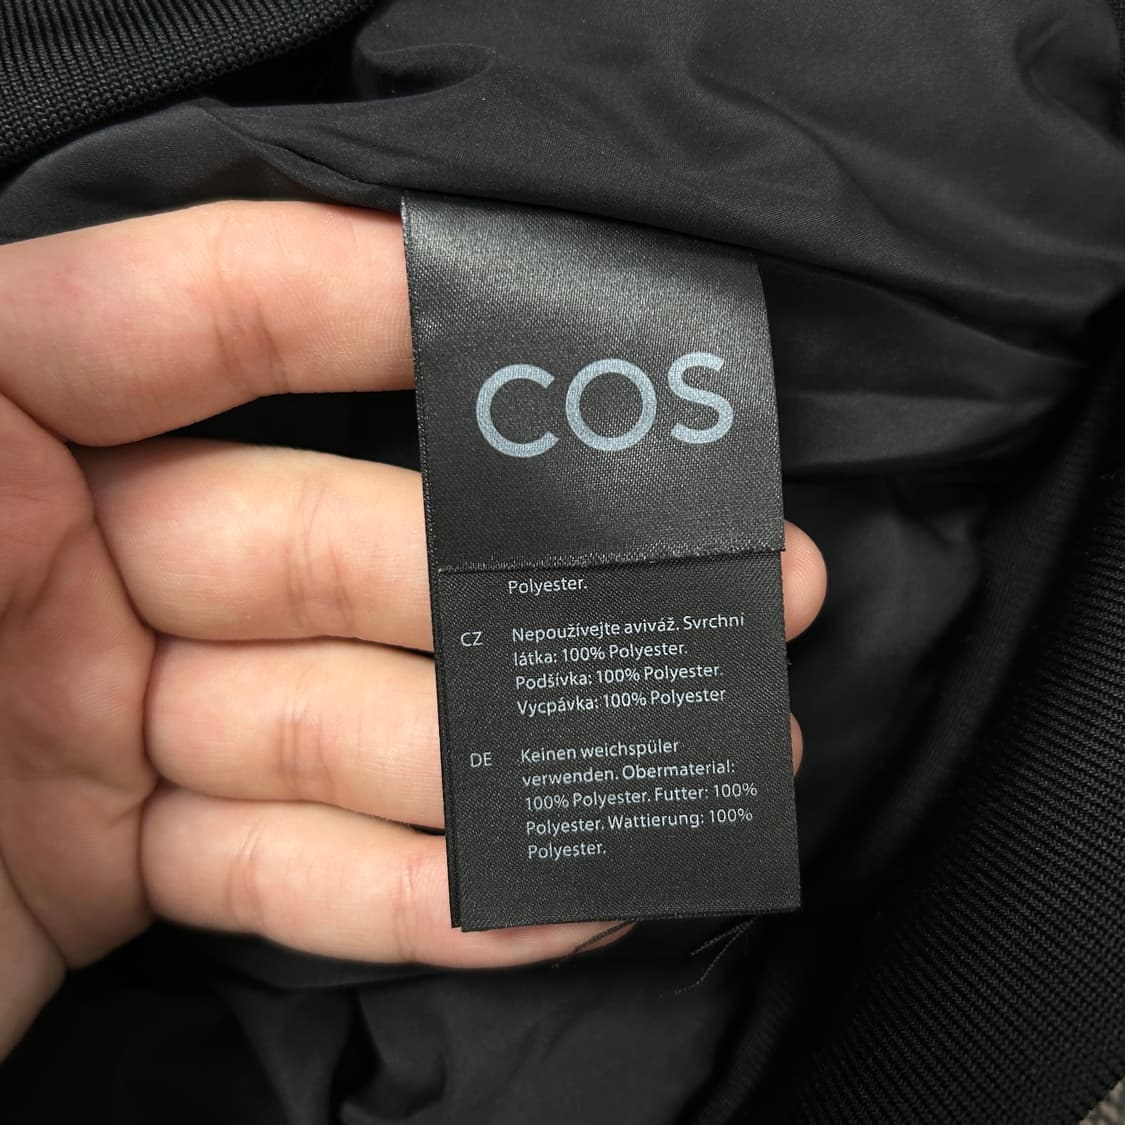 COS
Polyester.
CZ Nepoužívejte aviváž. Svrchní
látka: 100% Polyester.
Podšívka: 100% Polyester.
Vycpávka: 100% Polyester
DE Keinen weichspüler
verwenden. Obermaterial:
100% Polyester. Futter: 100%
Polyester. Wattierung: 100%
Polyester.